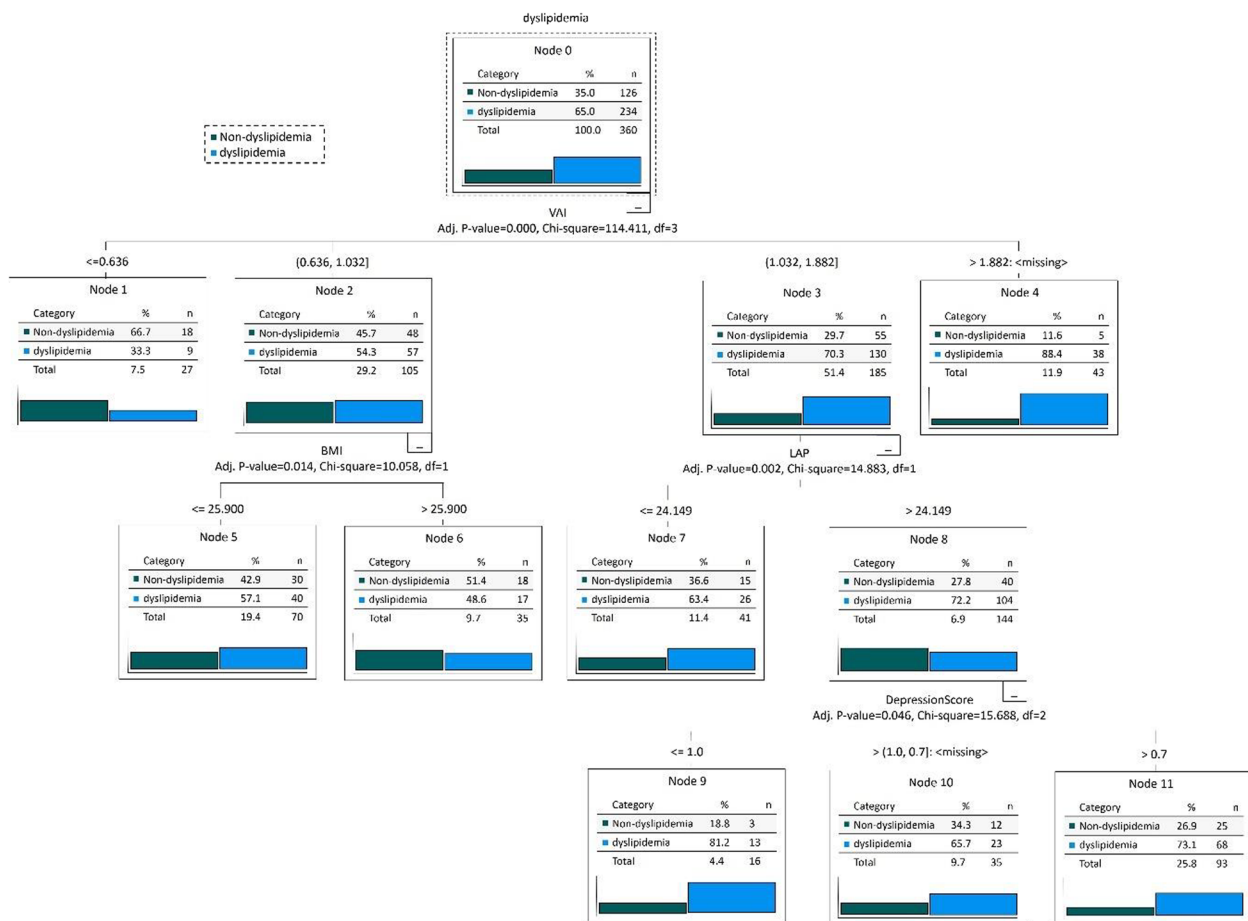 dyslipidemia
Node 0
Category % n
Non-dyslipidemia 35.0 126
dyslipidemia 65.0 234
Total 100.0 360
Non-dyslipidemia
dyslipidemia
VAI
Adj. P-value=0.000, Chi-square=114.411, df=3
<=0.636
(0.636, 1.032]
(1.032, 1.882]
> 1.882: <missing>
Node 1
Category % n
Non-dyslipidemia 66.7 18
dyslipidemia 33.3 9
Total 7.5 27
Node 2
Category % n
Non-dyslipidemia 45.7 48
dyslipidemia 54.3 57
Total 29.2 105
Node 3
Category % n
Non-dyslipidemia 29.7 55
dyslipidemia 70.3 130
Total 51.4 185
Node 4
Category % n
Non-dyslipidemia 11.6 5
dyslipidemia 88.4 38
Total 11.9 43
BMI
Adj. P-value=0.014, Chi-square=10.058, df=1
LAP
Adj. P-value=0.002, Chi-square=14.883, df=1
<= 25.900
> 25.900
<= 24.149
> 24.149
Node 5
Category % n
Non-dyslipidemia 42.9 30
dyslipidemia 57.1 40
Total 19.4 70
Node 6
Category % n
Non-dyslipidemia 51.4 18
dyslipidemia 48.6 17
Total 9.7 35
Node 7
Category % n
Non-dyslipidemia 36.6 15
dyslipidemia 63.4 26
Total 11.4 41
Node 8
Category % n
Non-dyslipidemia 27.8 40
dyslipidemia 72.2 104
Total 6.9 144
DepressionScore
Adj. P-value=0.046, Chi-square=15.688, df=2
<= 1.0
> (1.0, 0.7]: <missing>
> 0.7
Node 9
Category % n
Non-dyslipidemia 18.8 3
dyslipidemia 81.2 13
Total 4.4 16
Node 10
Category % n
Non-dyslipidemia 34.3 12
dyslipidemia 65.7 23
Total 9.7 35
Node 11
Category % n
Non-dyslipidemia 26.9 25
dyslipidemia 73.1 68
Total 25.8 93